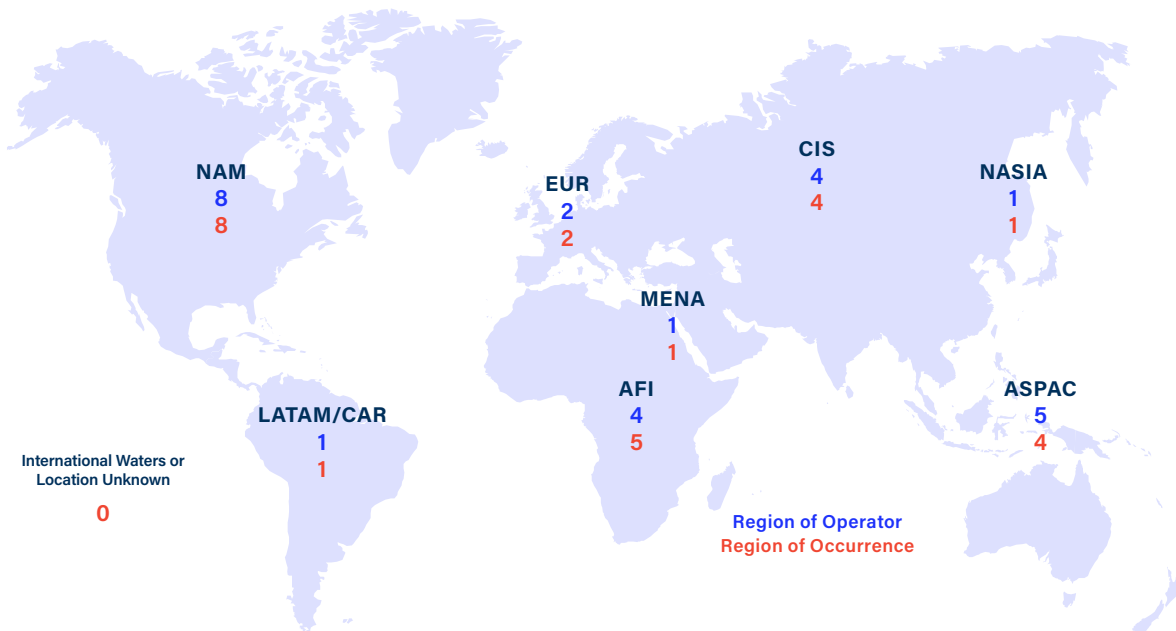 NAM
8
8
EUR
2
2
CIS
4
4
NASIA
1
1
MENA
1
1
AFI
4
5
ASPAC
5
4
LATAM/CAR
1
1
International Waters or
Location Unknown
0
Region of Operator
Region of Occurrence